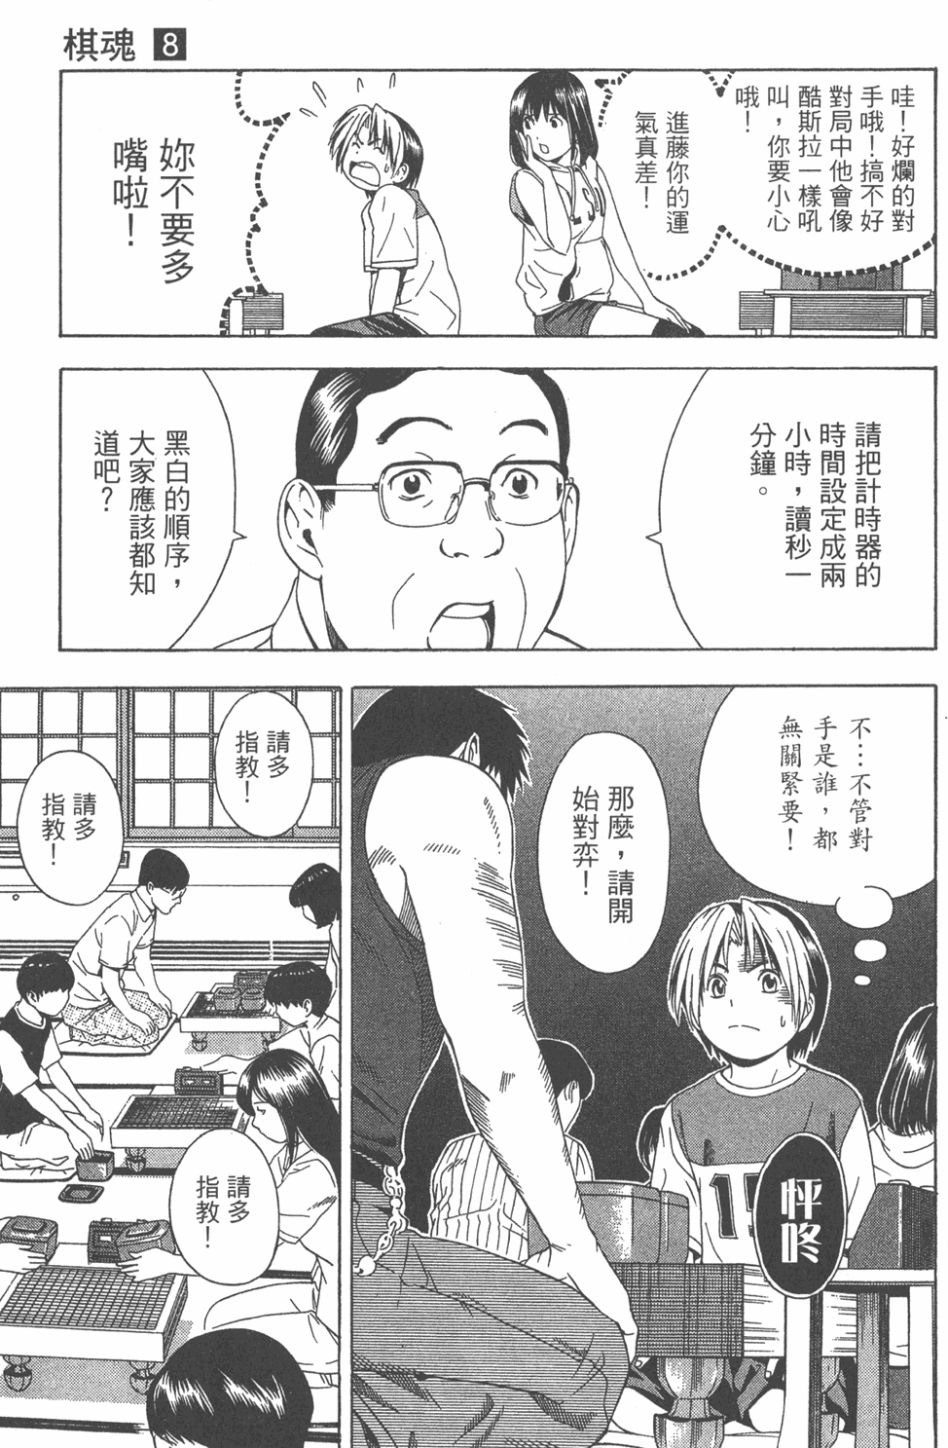 棋魂 8
哇！好爛的對
手哦！搞不好
對局中他會像
酷斯拉一樣吼
叫，你要小心
哦！
進藤你的運
氣真差！
妳不要多
嘴啦！
請把計時器的
時間設定成兩
小時，讀秒一
分鐘。
黑白的順序，
大家應該都知
道吧？
不…不管對
手是誰，都
無關緊要！
那麼，請開
始對弈！
怦咚
15
請多
指教！
請多
指教！
請多
指教！